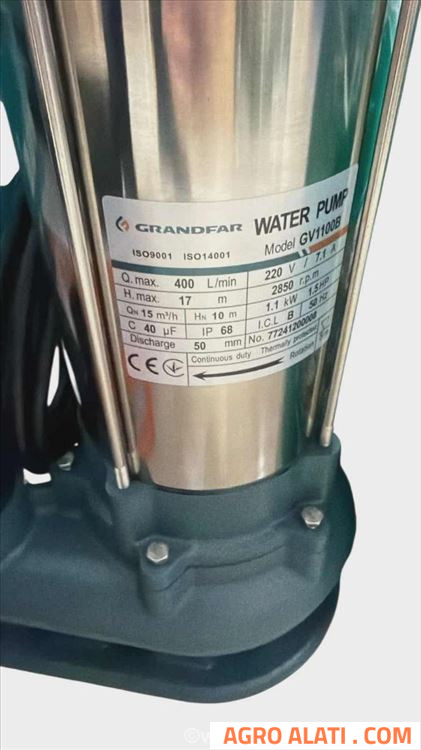 GRANDFAR WATER PUMP
ISO9001 ISO14001 Model GV1100B
Q. max. 400 L/min 220 V / 7.1 A
H. max. 17 m 2850 r.p.m
QN 15 m³/h HN 10 m 1.1 kW 1.5 HP
C 40 µF IP 68 I.C.L B 50 Hz
Discharge 50 mm No. 77241200008
CE Continuous duty Thermally protected
Rotation
AGRO ALATI . COM